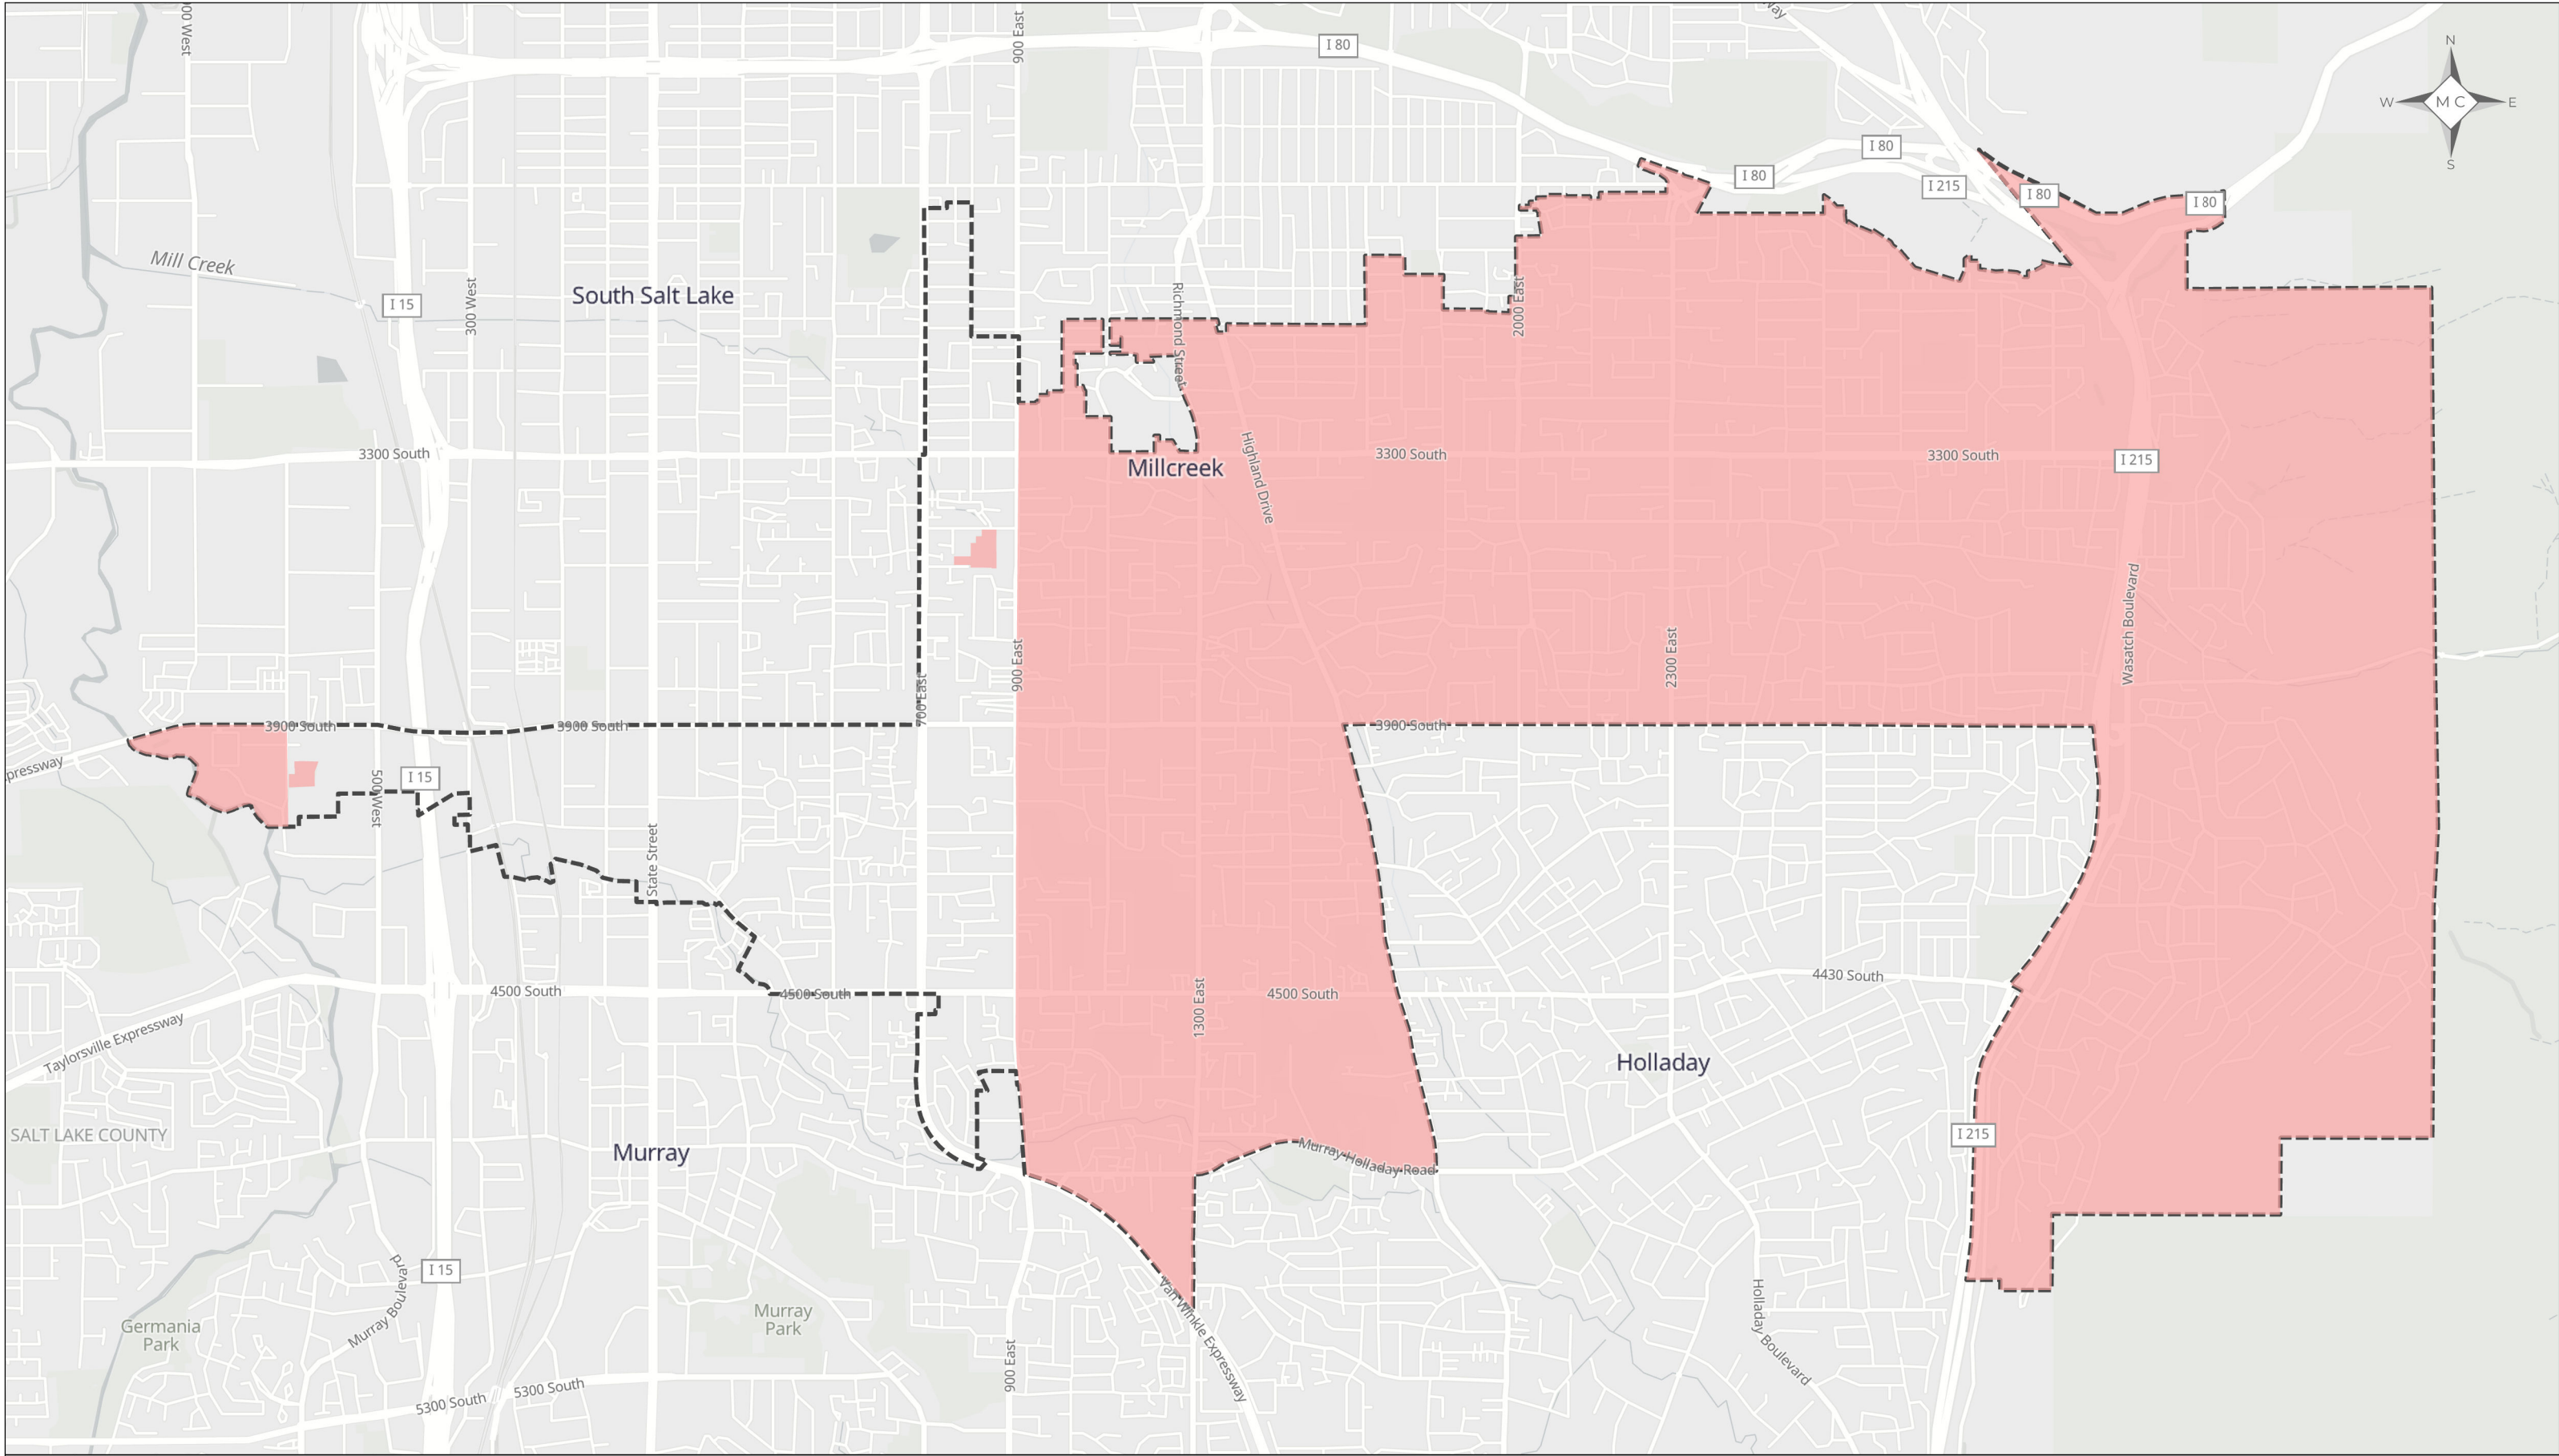 00 West
900 East
Way
I 80
N
W
M C
E
S
I 80
I 80
I 215
I 80
I 80
Mill Creek
South Salt Lake
I 15
300 West
Richmond Street
2000 East
3300 South
Millcreek
Highland Drive
3300 South
3300 South
I 215
Wasatch Boulevard
900 East
2300 East
700 East
3900 South
3900 South
3900 South
pressway
I 15
500 West
State Street
4500 South
4500 South
1300 East
4500 South
4430 South
Taylorsville Expressway
Holladay
SALT LAKE COUNTY
Murray
Murray Holladay Road
I 215
I 15
Murray Boulevard
Germania
Park
Murray
Park
Van Winkle Expressway
900 East
Holladay Boulevard
5300 South
5300 South